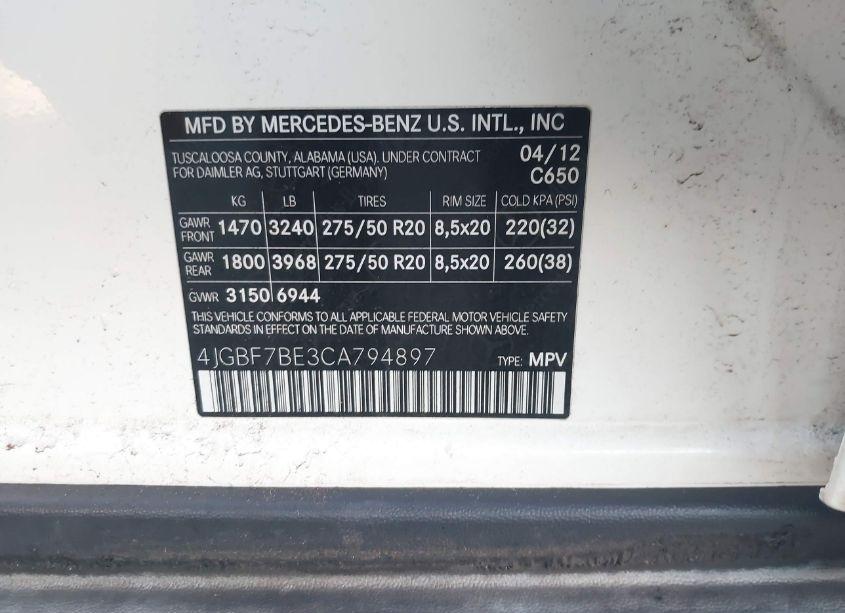 MFD BY MERCEDES-BENZ U.S. INTL., INC
TUSCALOOSA COUNTY, ALABAMA (USA). UNDER CONTRACT 04/12
FOR DAIMLER AG, STUTTGART (GERMANY) C650
KG LB TIRES RIM SIZE COLD KPA (PSI)
GAWR FRONT 1470 3240 275/50 R20 8,5x20 220(32)
GAWR REAR 1800 3968 275/50 R20 8,5x20 260(38)
GVWR 3150 6944
THIS VEHICLE CONFORMS TO ALL APPLICABLE FEDERAL MOTOR VEHICLE SAFETY
STANDARDS IN EFFECT ON THE DATE OF MANUFACTURE SHOWN ABOVE.
4JGBF7BE3CA794897 TYPE: MPV